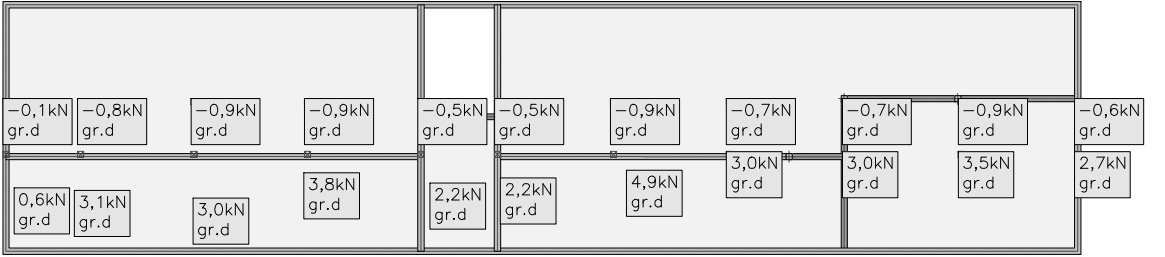 −0,1kN
gr.d
−0,8kN
gr.d
−0,9kN
gr.d
−0,9kN
gr.d
−0,5kN
gr.d
−0,5kN
gr.d
−0,9kN
gr.d
−0,7kN
gr.d
−0,7kN
gr.d
−0,9kN
gr.d
−0,6kN
gr.d
0,6kN
gr.d
3,1kN
gr.d
3,0kN
gr.d
3,8kN
gr.d
2,2kN
gr.d
2,2kN
gr.d
4,9kN
gr.d
3,0kN
gr.d
3,0kN
gr.d
3,5kN
gr.d
2,7kN
gr.d